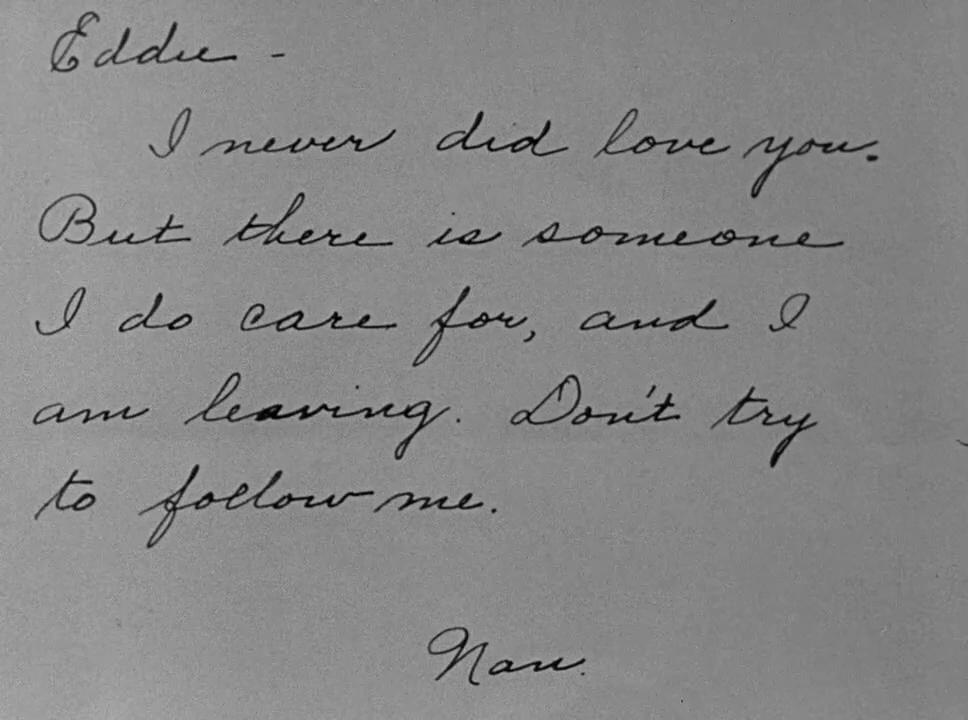 Eddie -
I never did love you.
But there is someone
I do care for, and I
am leaving. Don't try
to follow me.
Nan.